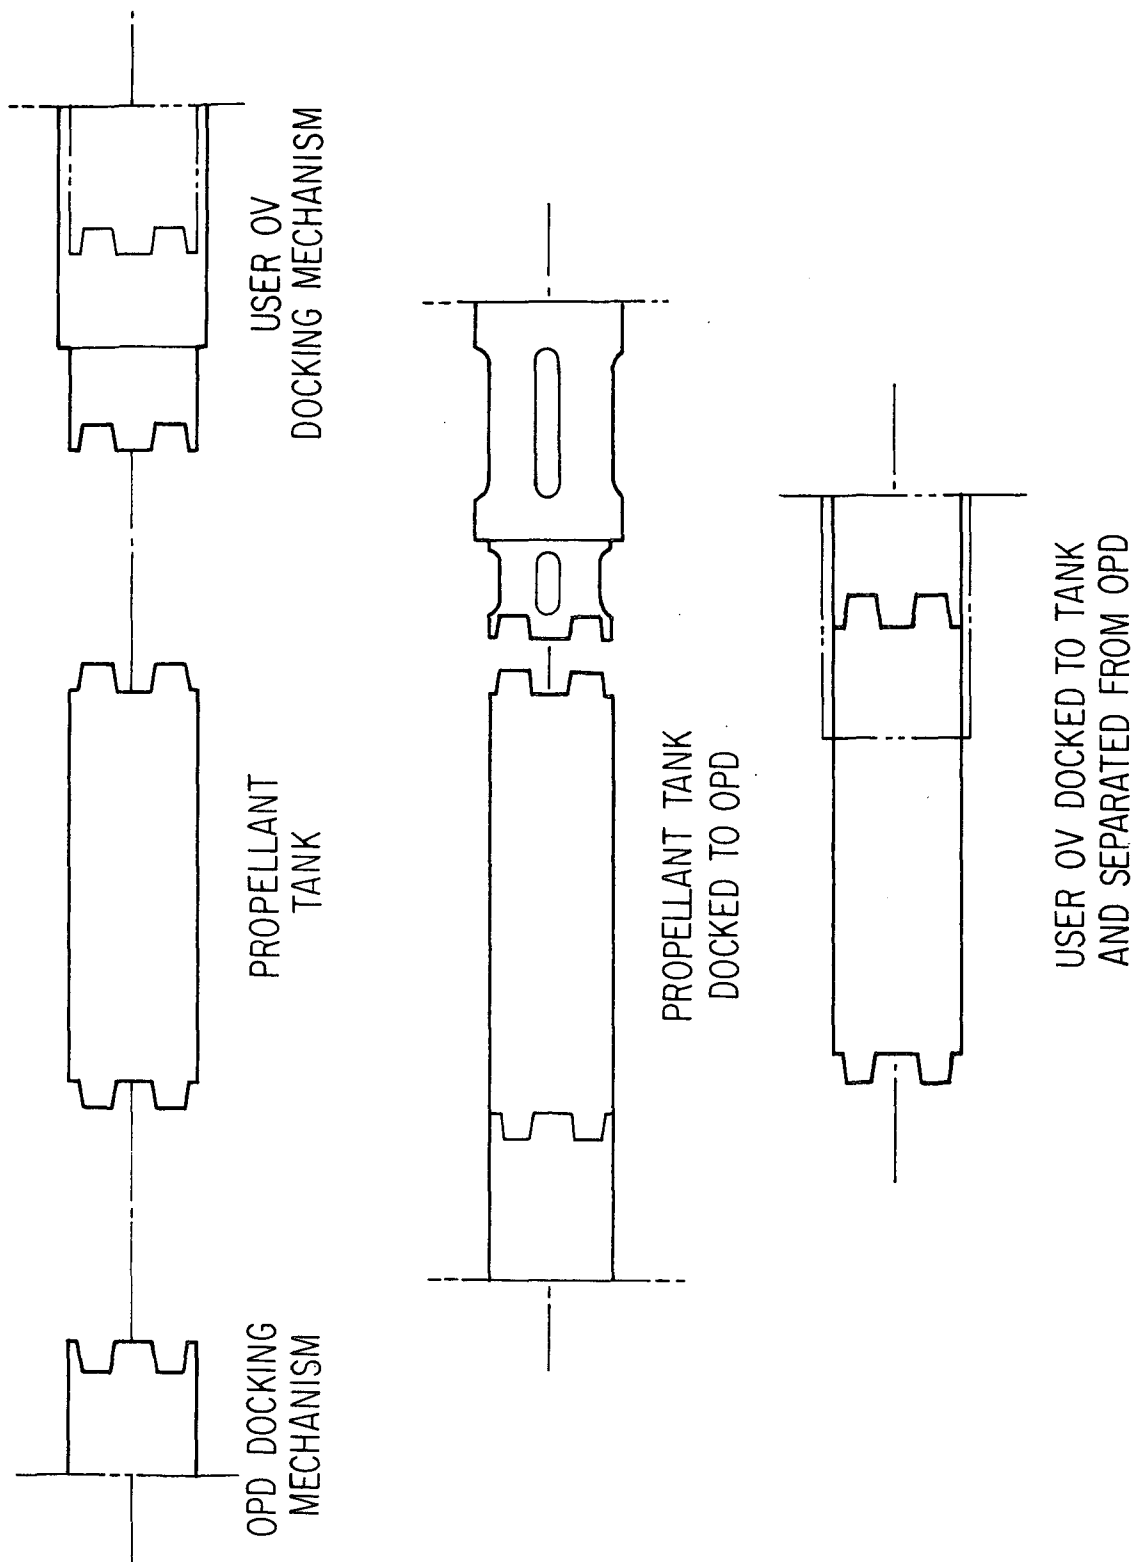 OPD DOCKING
MECHANISM
PROPELLANT
TANK
USER OV
DOCKING MECHANISM
PROPELLANT TANK
DOCKED TO OPD
USER OV DOCKED TO TANK
AND SEPARATED FROM OPD